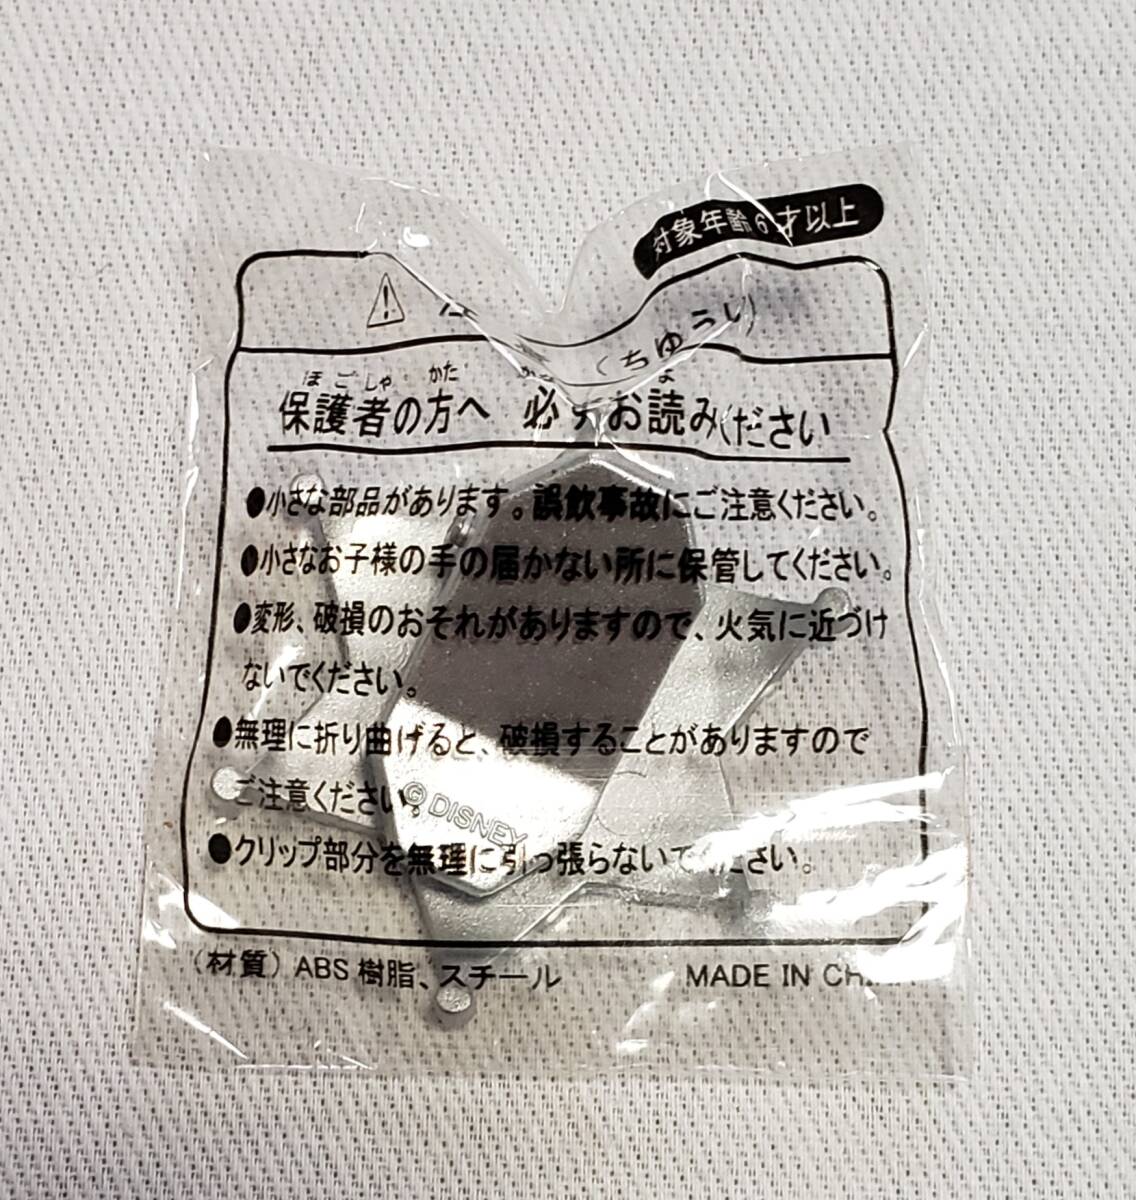 対象年齢6才以上
(ちゅうい)
ほごしゃ かた
保護者の方へ 必ずお読みください
●小さな部品があります。誤飲事故にご注意ください。
●小さなお子様の手の届かない所に保管してください。
●変形、破損のおそれがありますので、火気に近づけ
ないでください。
●無理に折り曲げると、破損することがありますので
ご注意ください。
●クリップ部分を無理に引っ張らないでください。
©DISNEY
(材質) ABS樹脂、スチール
MADE IN